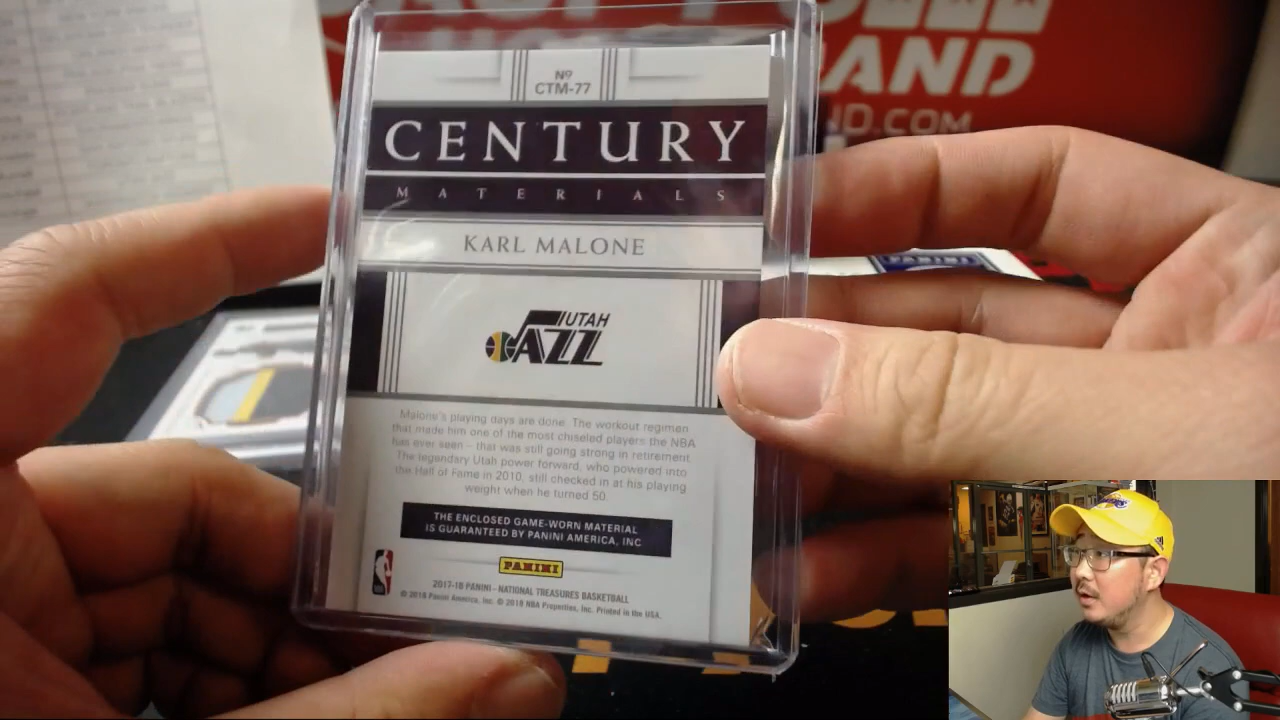 AND
ND.COM
Nº
CTM-77
CENTURY
MATERIALS
KARL MALONE
PANINI
UTAH
JAZZ
Malone's playing days are done. The workout regimen
that made him one of the most chiseled players the NBA
has ever seen – that was still going strong in retirement.
The legendary Utah power forward, who powered into
the Hall of Fame in 2010, still checked in at his playing
weight when he turned 50.
THE ENCLOSED GAME-WORN MATERIAL
IS GUARANTEED BY PANINI AMERICA, INC
PANINI
2017-18 PANINI - NATIONAL TREASURES BASKETBALL
© 2018 Panini America, Inc. © 2018 NBA Properties, Inc. Printed in the USA.